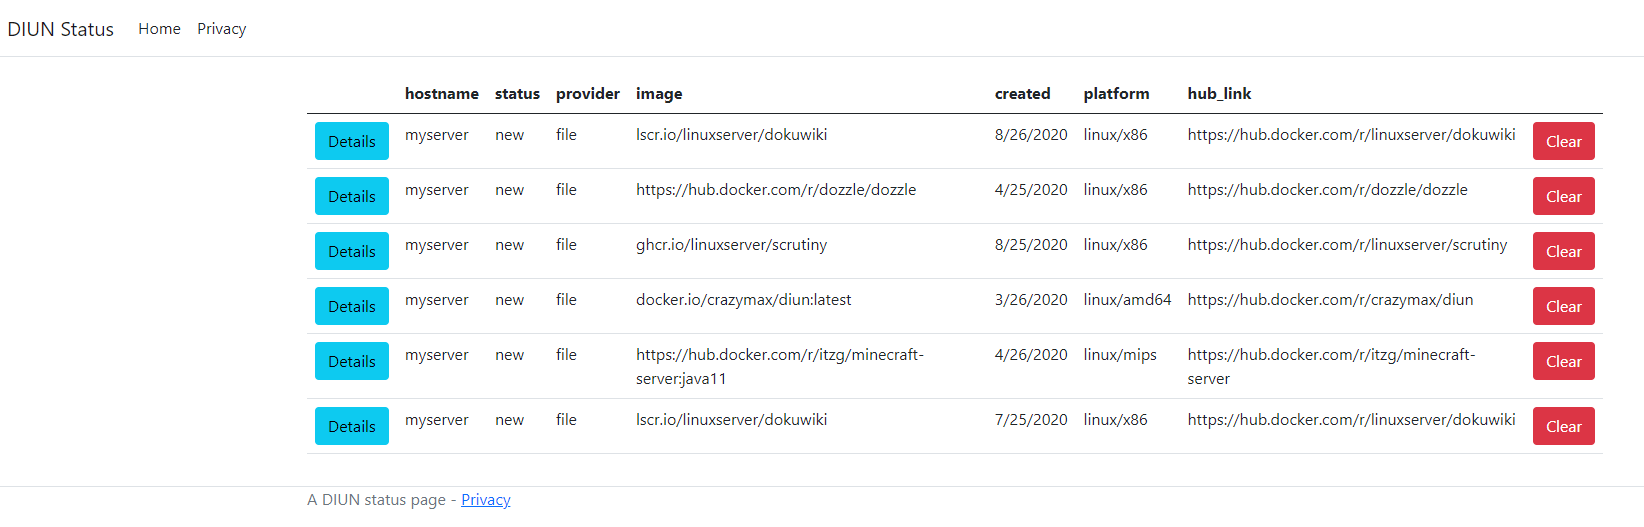 DIUN Status Home Privacy
hostname status provider image created platform hub_link
Details myserver new file lscr.io/linuxserver/dokuwiki 8/26/2020 linux/x86 https://hub.docker.com/r/linuxserver/dokuwiki Clear
Details myserver new file https://hub.docker.com/r/dozzle/dozzle 4/25/2020 linux/x86 https://hub.docker.com/r/dozzle/dozzle Clear
Details myserver new file ghcr.io/linuxserver/scrutiny 8/25/2020 linux/x86 https://hub.docker.com/r/linuxserver/scrutiny Clear
Details myserver new file docker.io/crazymax/diun:latest 3/26/2020 linux/amd64 https://hub.docker.com/r/crazymax/diun Clear
Details myserver new file https://hub.docker.com/r/itzg/minecraft- 4/26/2020 linux/mips https://hub.docker.com/r/itzg/minecraft- Clear
server:java11 server
Details myserver new file lscr.io/linuxserver/dokuwiki 7/25/2020 linux/x86 https://hub.docker.com/r/linuxserver/dokuwiki Clear
A DIUN status page - Privacy